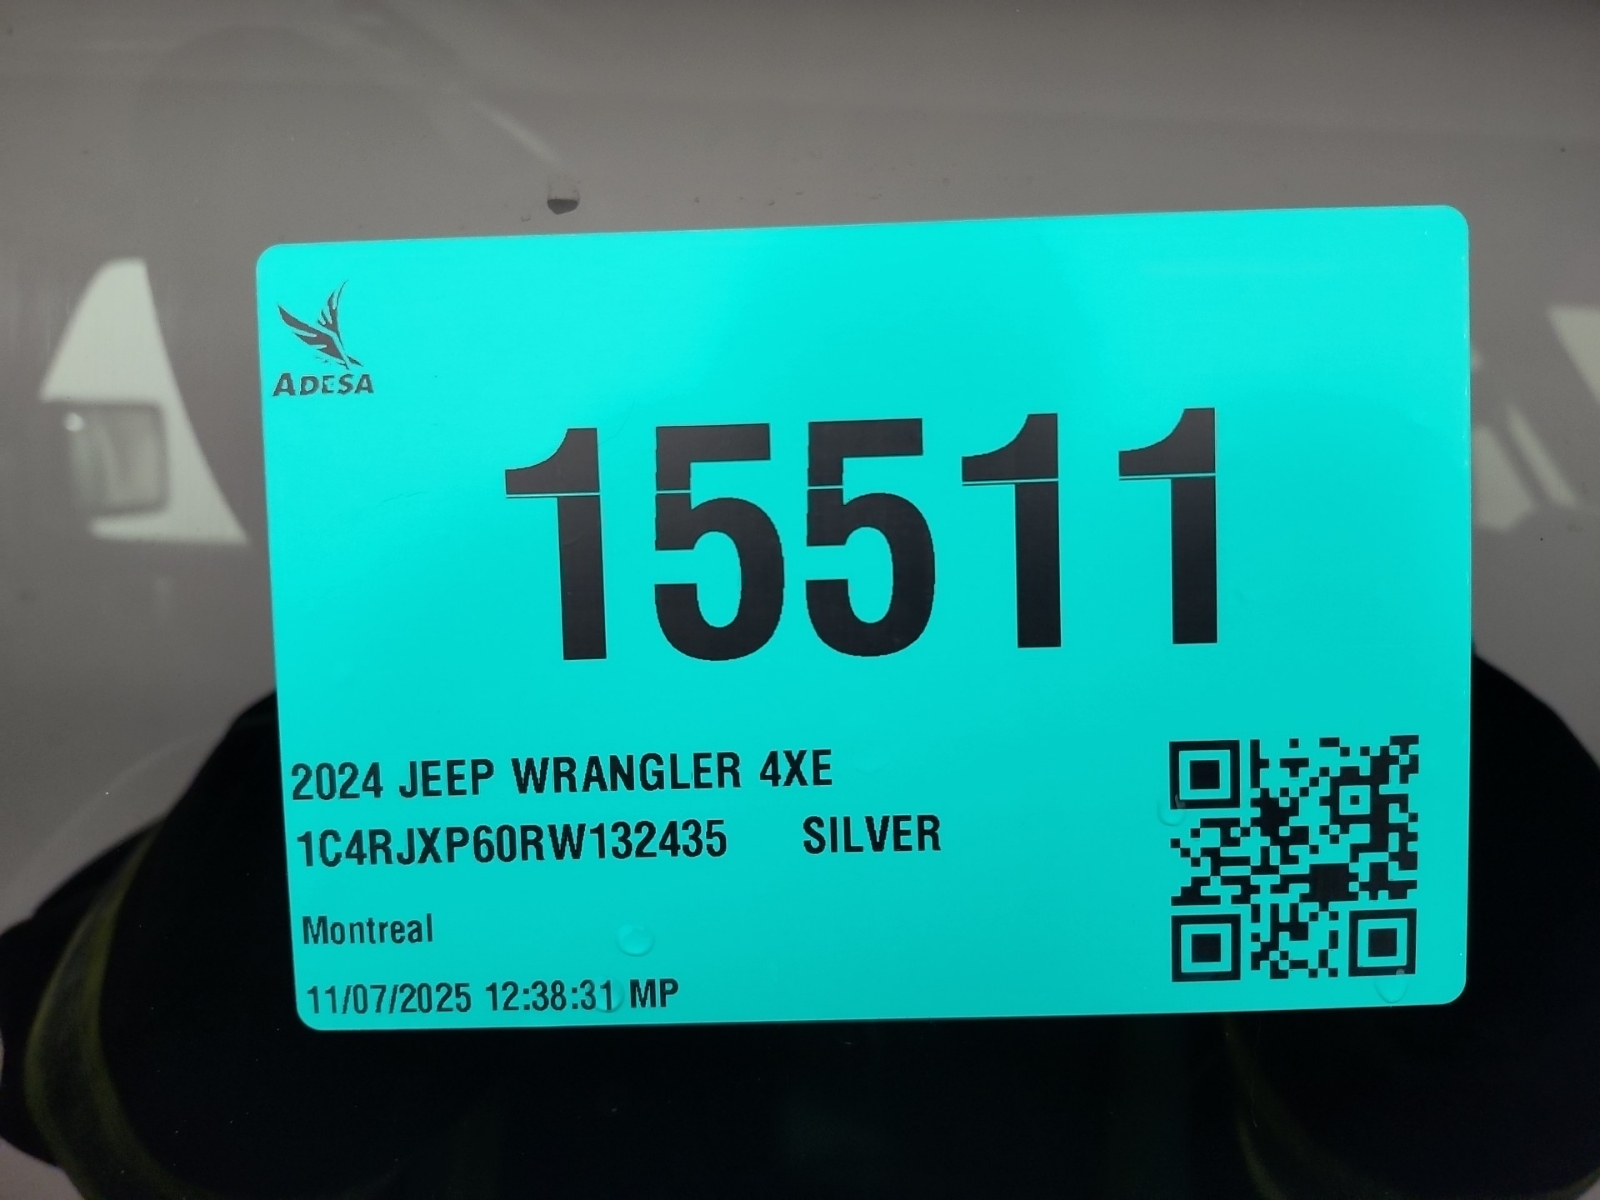 ADESA
15511
2024 JEEP WRANGLER 4XE
1C4RJXP60RW132435 SILVER
Montreal
11/07/2025 12:38:31 MP